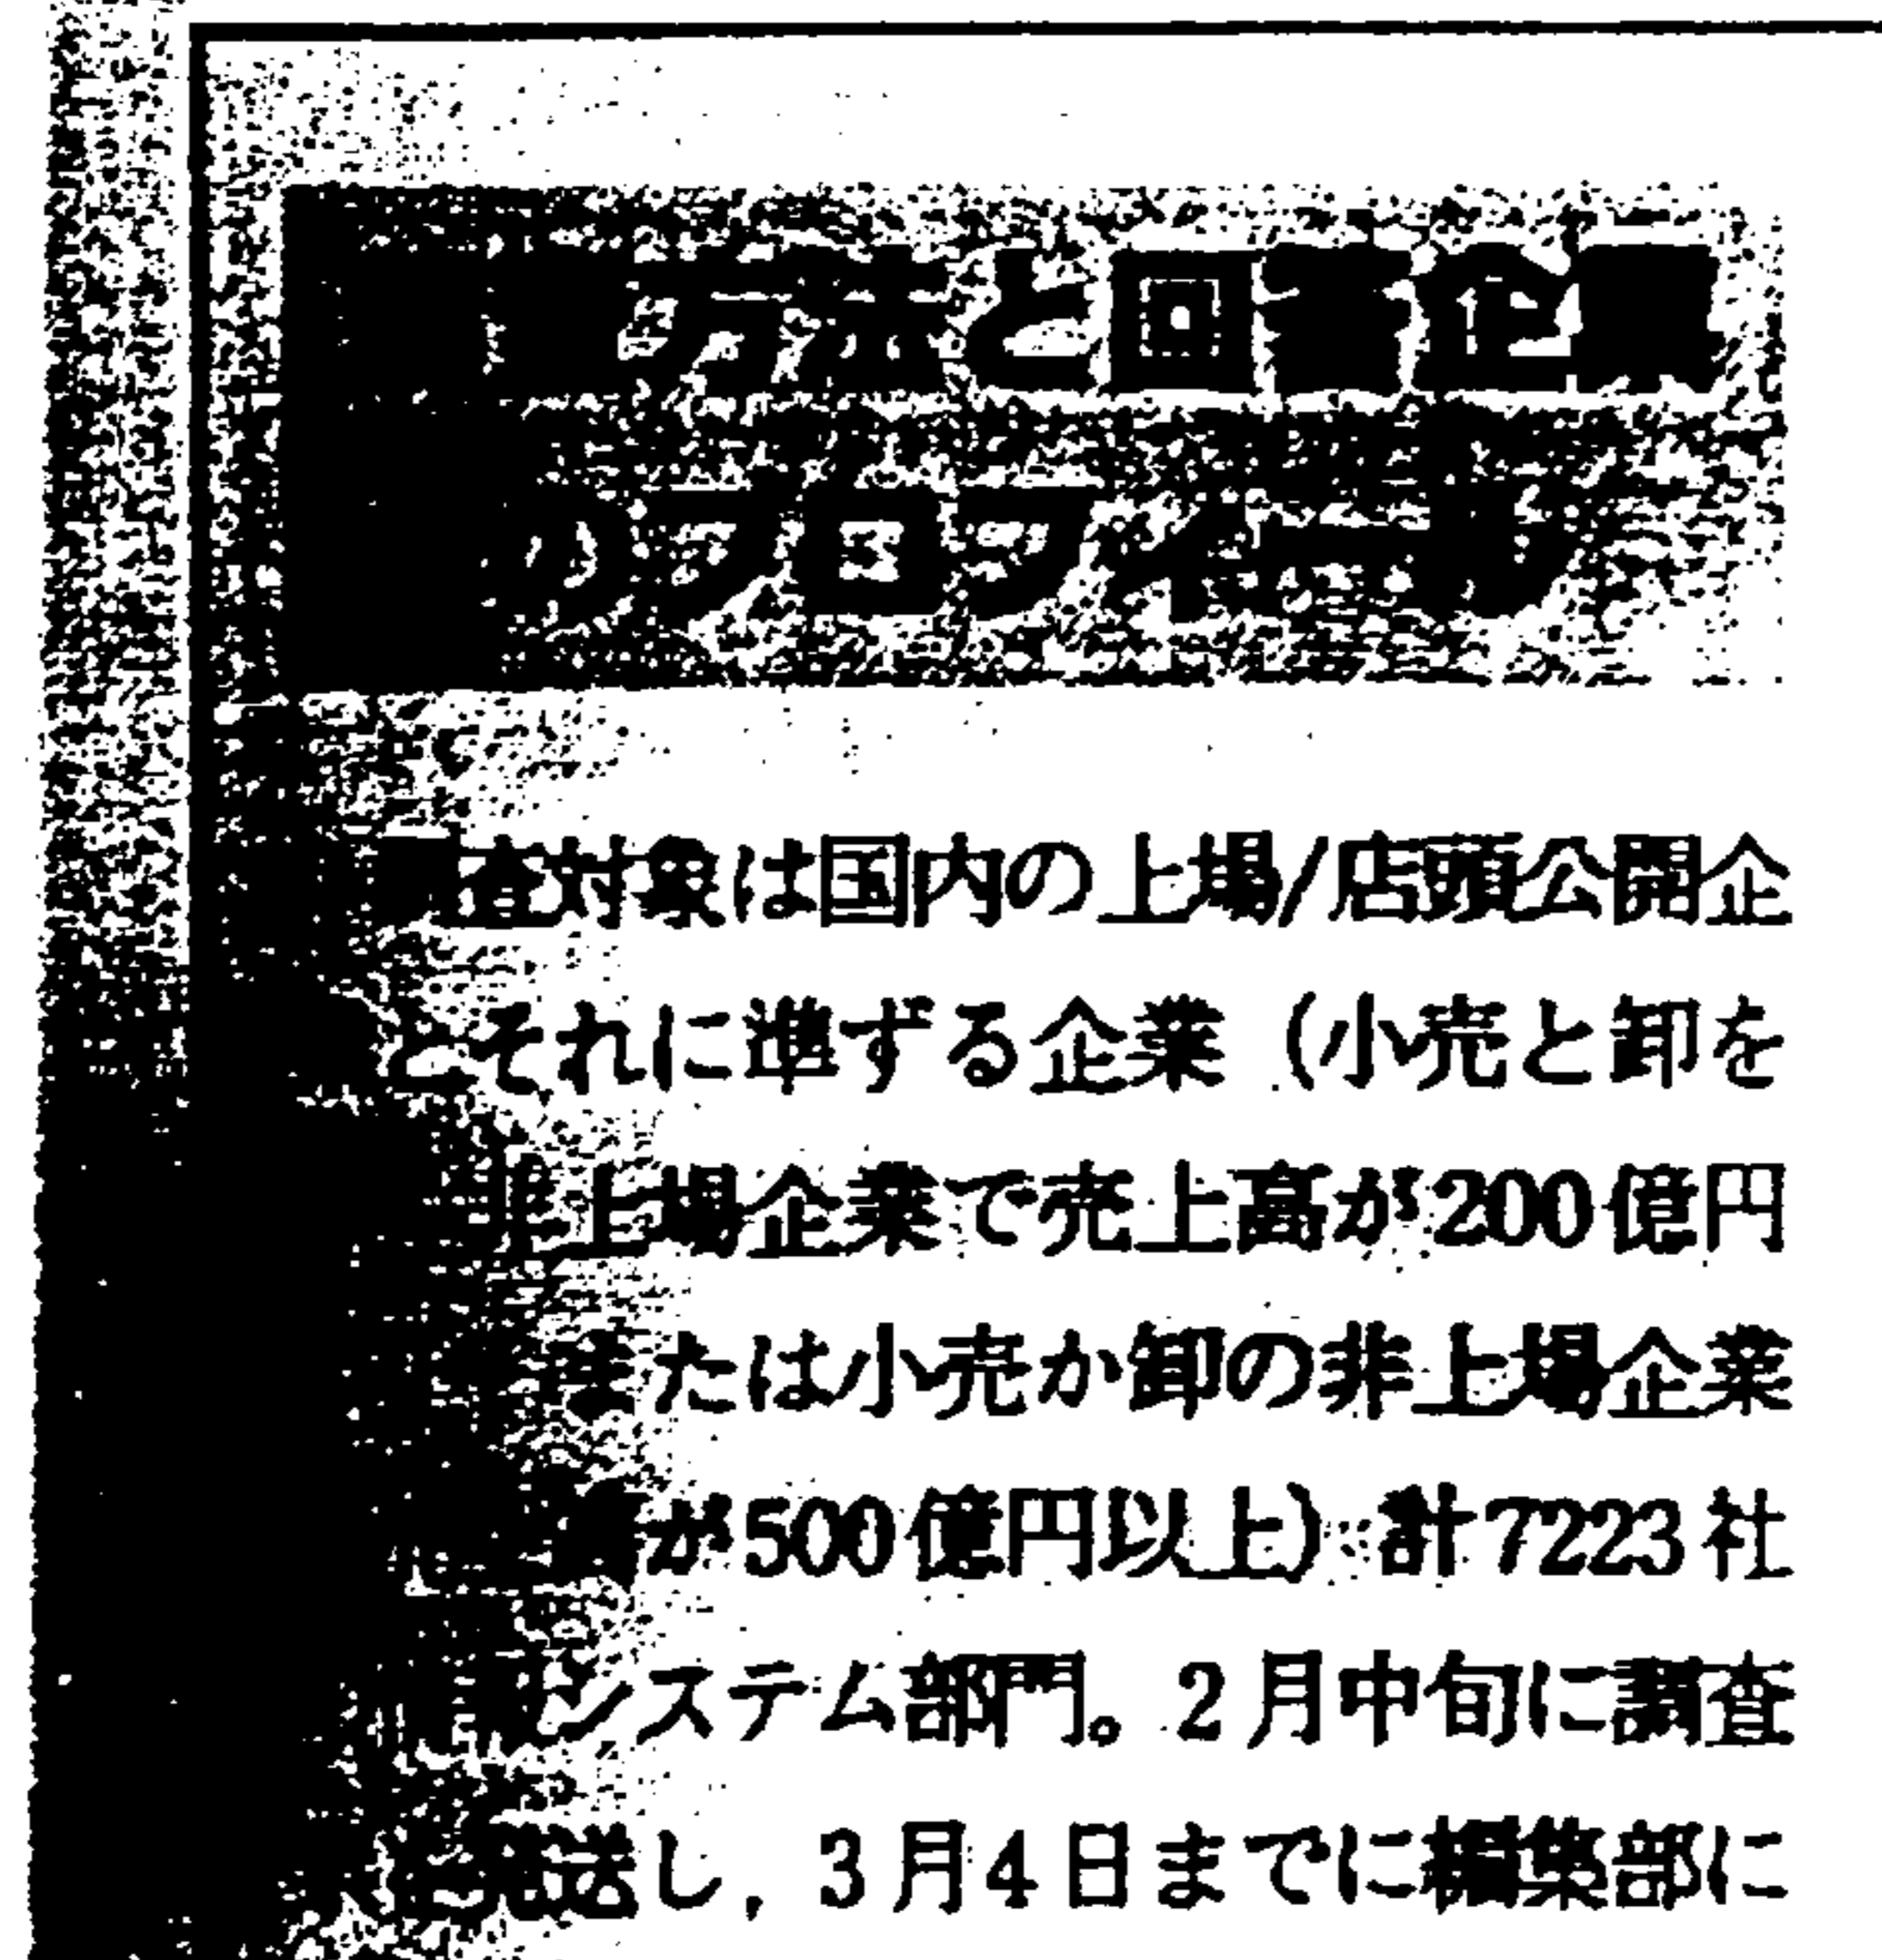 方法と回答企業
のプロフィール
査対象は国内の上場/店頭公開企
とそれに準ずる企業（小売と卸を
非上場企業で売上高が200億円
または小売か卸の非上場企業
が500億円以上）計7223社
システム部門。2月中旬に調査
を発送し，3月4日までに編集部に